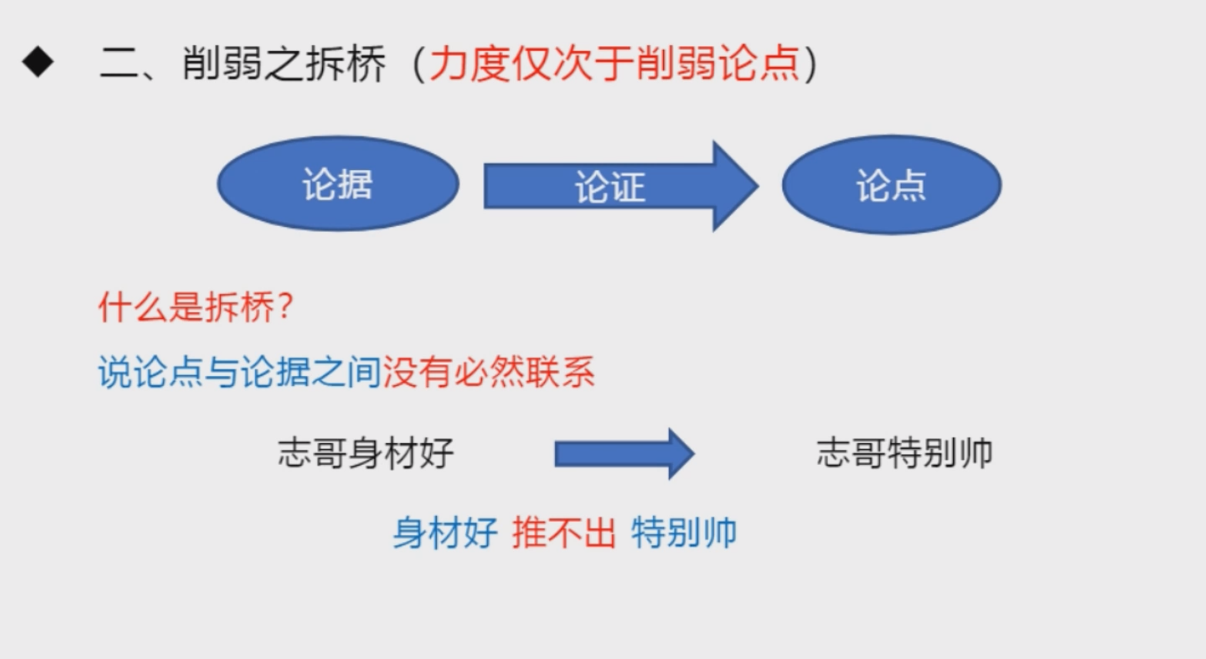 ◆ 二、削弱之拆桥（力度仅次于削弱论点）
论据 论证 论点
什么是拆桥？
说论点与论据之间没有必然联系
志哥身材好 志哥特别帅
身材好 推不出 特别帅